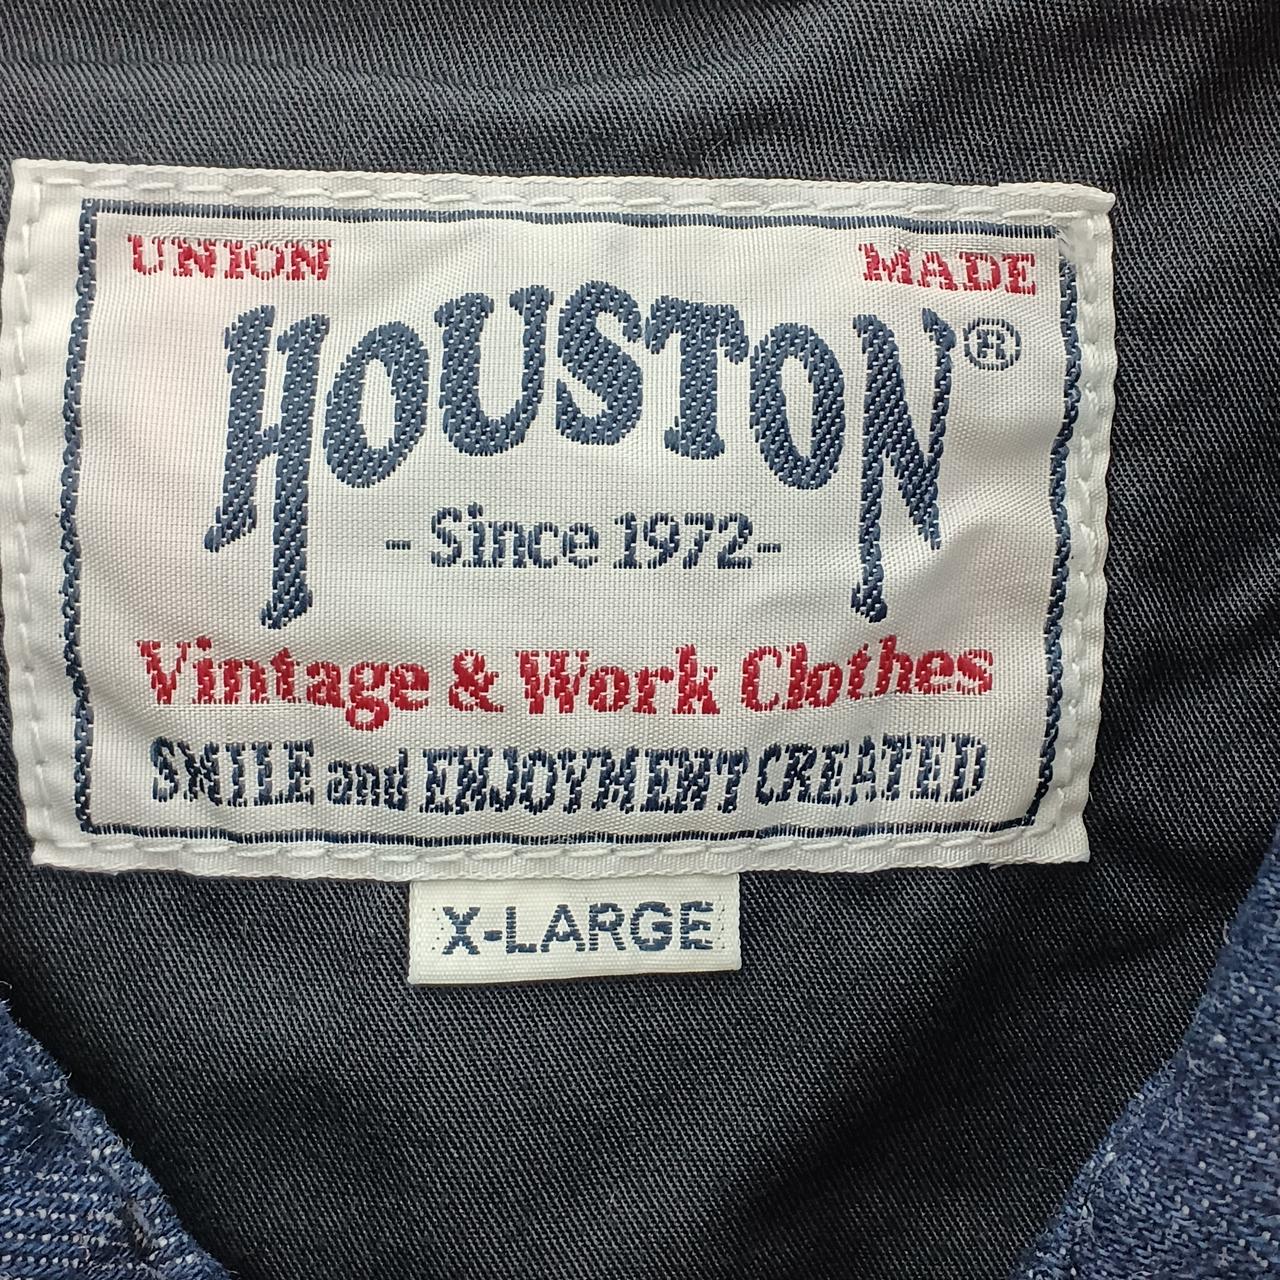 UNION MADE
HOUSTON®
- Since 1972-
Vintage & Work Clothes
SMILE and ENJOYMENT CREATED
X-LARGE